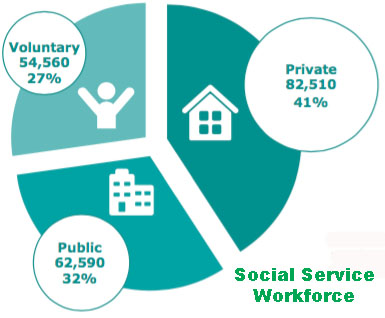 Voluntary
54,560
27%
Private
82,510
41%
Public
62,590
32%
Social Service
Workforce